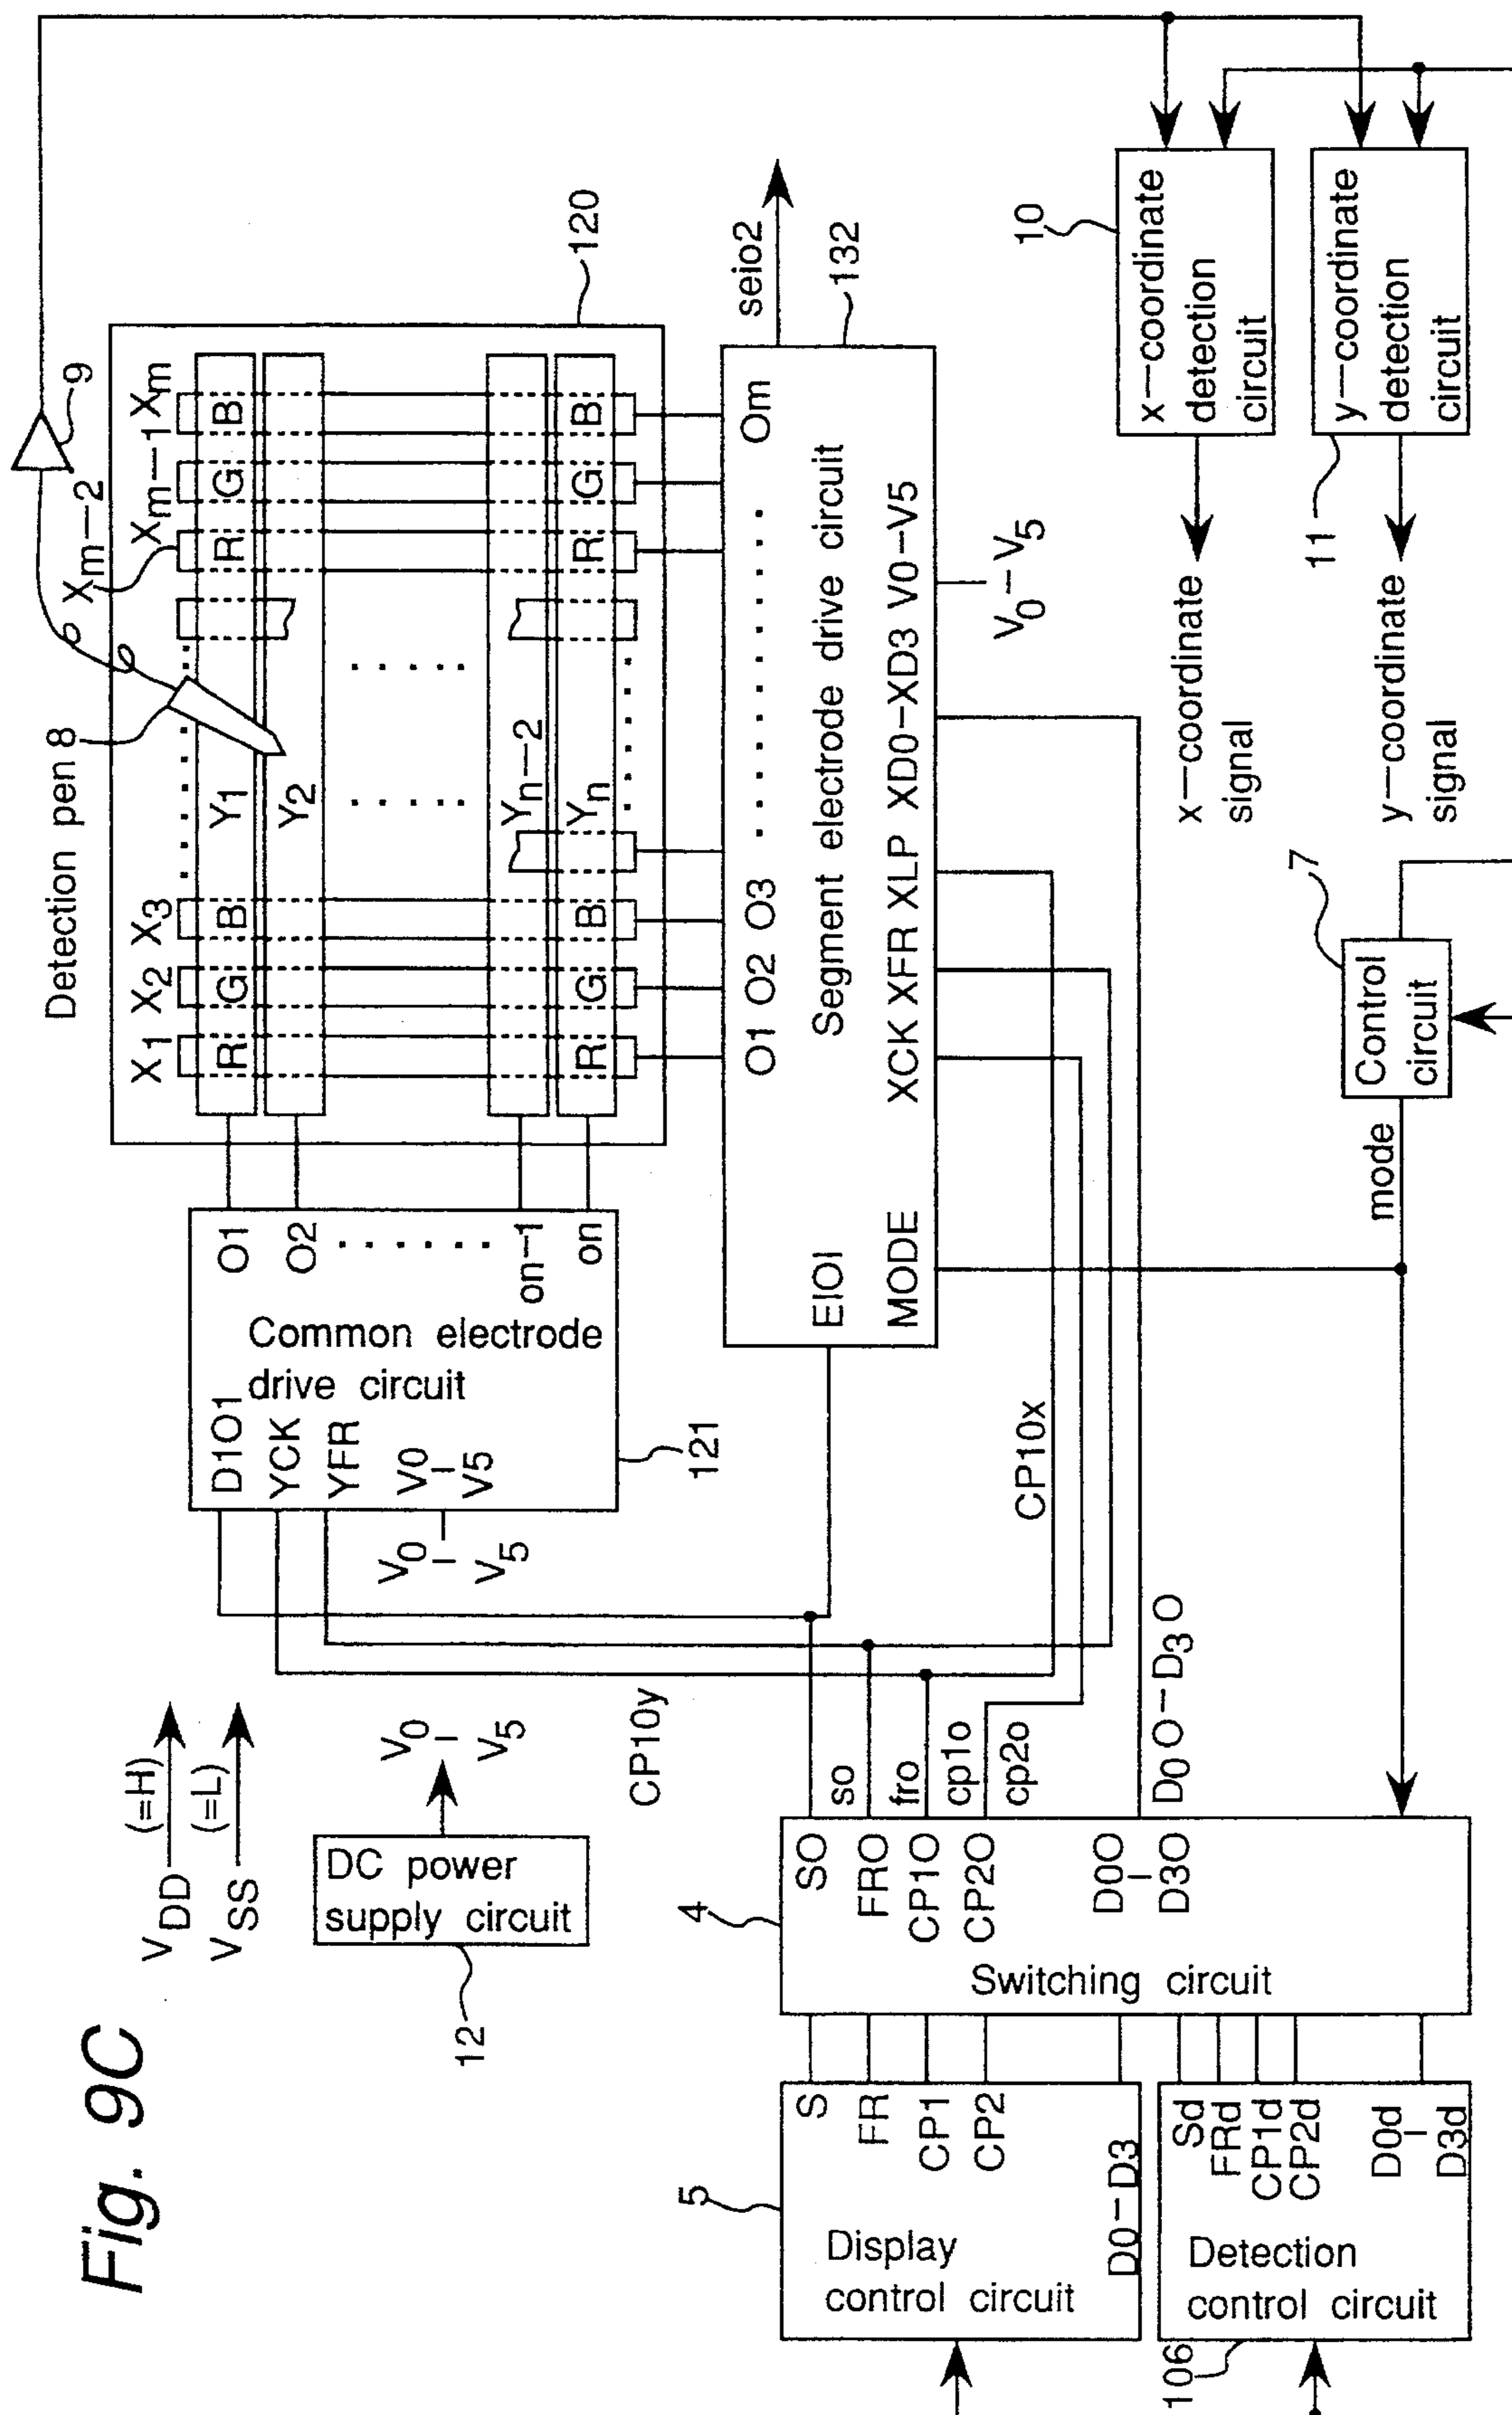 Fig. 9C
VDD (=H)
VSS (=L)
DC power
supply circuit
12
V0 – V5
CP10y
Detection pen 8
9
120
X1 X2 X3 ........ Xm−2 Xm−1 Xm
R G B R G B
Y1
Y2
.....
.....
Yn−2
Yn
R G B ..... R G B
D1O1
YCK
YFR
V0 – V5
V0 – V5
Common electrode
drive circuit
O1
O2
......
on−1
on
121
O1 O2 O3 .......... Om
EIOI
Segment electrode drive circuit
MODE XCK XFR XLP XD0−XD3 V0−V5
seio2
132
V0−V5
CP10x
5
Display
control circuit
S
FR
CP1
CP2
D0−D3
106
Detection
control circuit
Sd
FRd
CP1d
CP2d
D0d – D3d
4
Switching circuit
SO
FRO
CP1O
CP2O
D0O – D3O
so
fro
cp1o
cp2o
D0O−D3O
mode
7
Control
circuit
10
x−coordinate
detection
circuit
x−coordinate
signal
11
y−coordinate
detection
circuit
y−coordinate
signal